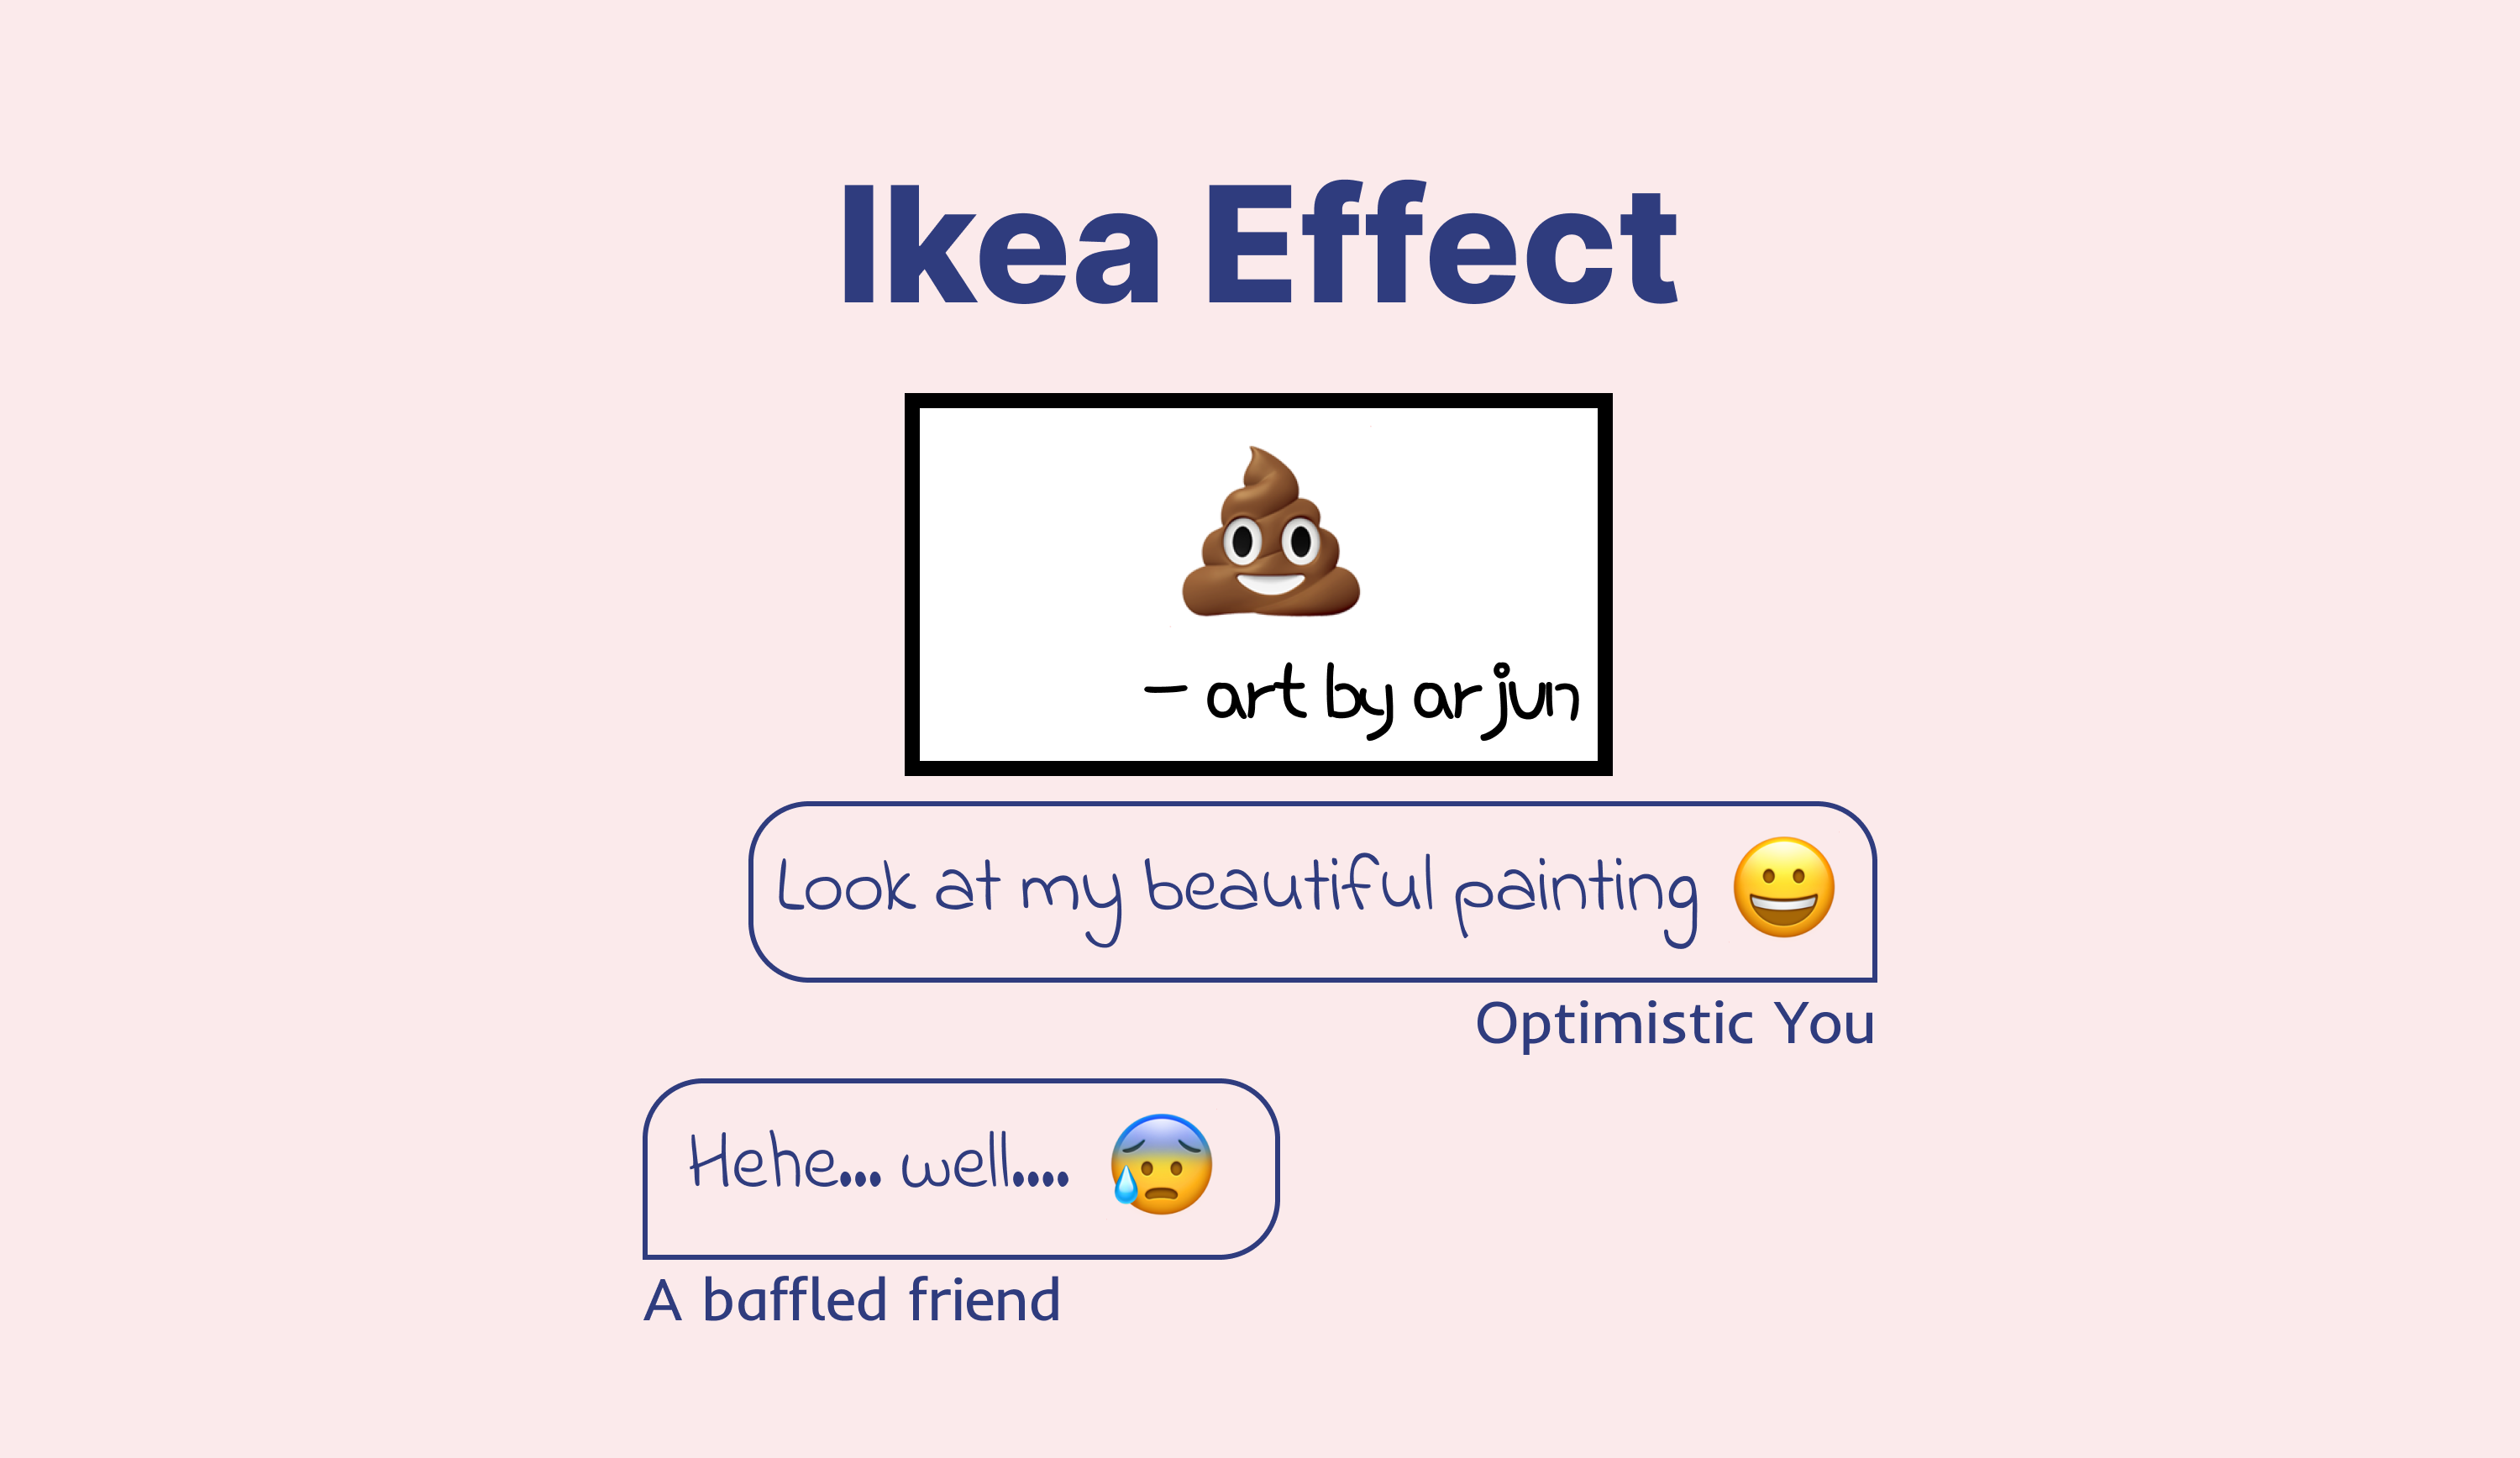 Ikea Effect
– art by arjun
Look at my beautiful painting 😀
Optimistic You
Hehe... well.... 😰
A baffled friend